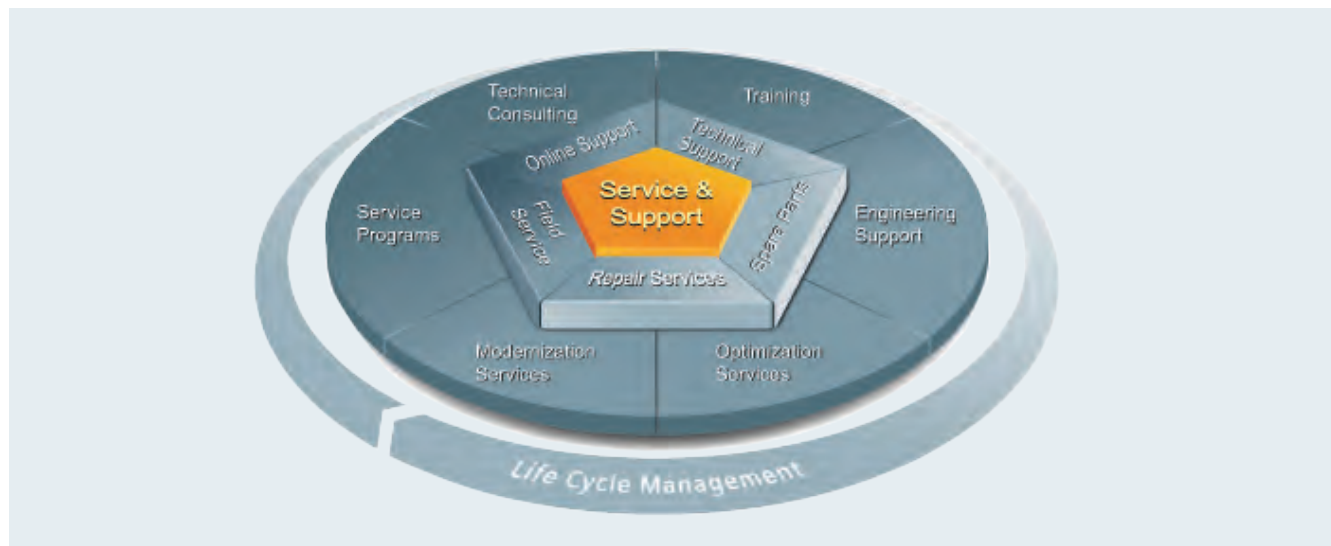 Technical
Consulting
Training
Online Support
Technical
Support
Service &
Support
Service
Programs
Field
Service
Spare Parts
Engineering
Support
Repair Services
Modernization
Services
Optimization
Services
Life Cycle Management